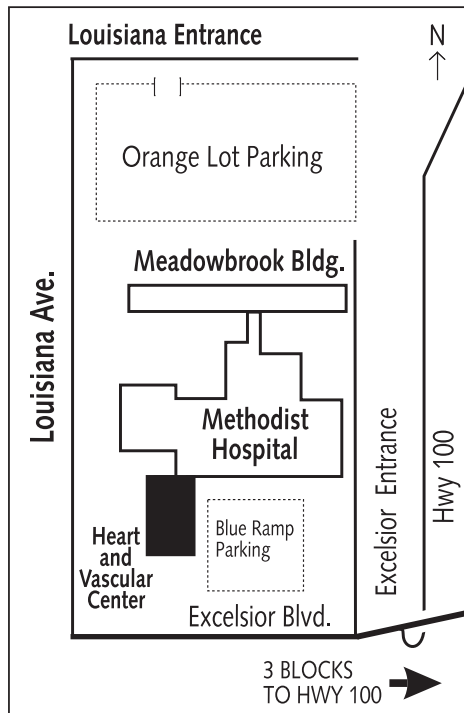 Louisiana Entrance
N
Orange Lot Parking
Meadowbrook Bldg.
Louisiana Ave.
Methodist
Hospital
Excelsior Entrance
Hwy 100
Heart
and
Vascular
Center
Blue Ramp
Parking
Excelsior Blvd.
3 BLOCKS
TO HWY 100